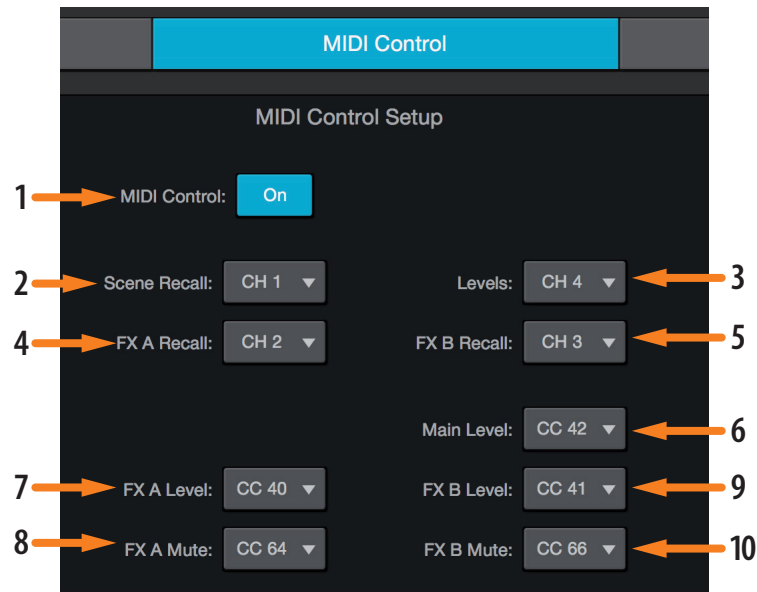 MIDI Control
MIDI Control Setup
1 MIDI Control: On
2 Scene Recall: CH 1 Levels: CH 4 3
4 FX A Recall: CH 2 FX B Recall: CH 3 5
Main Level: CC 42 6
7 FX A Level: CC 40 FX B Level: CC 41 9
8 FX A Mute: CC 64 FX B Mute: CC 66 10